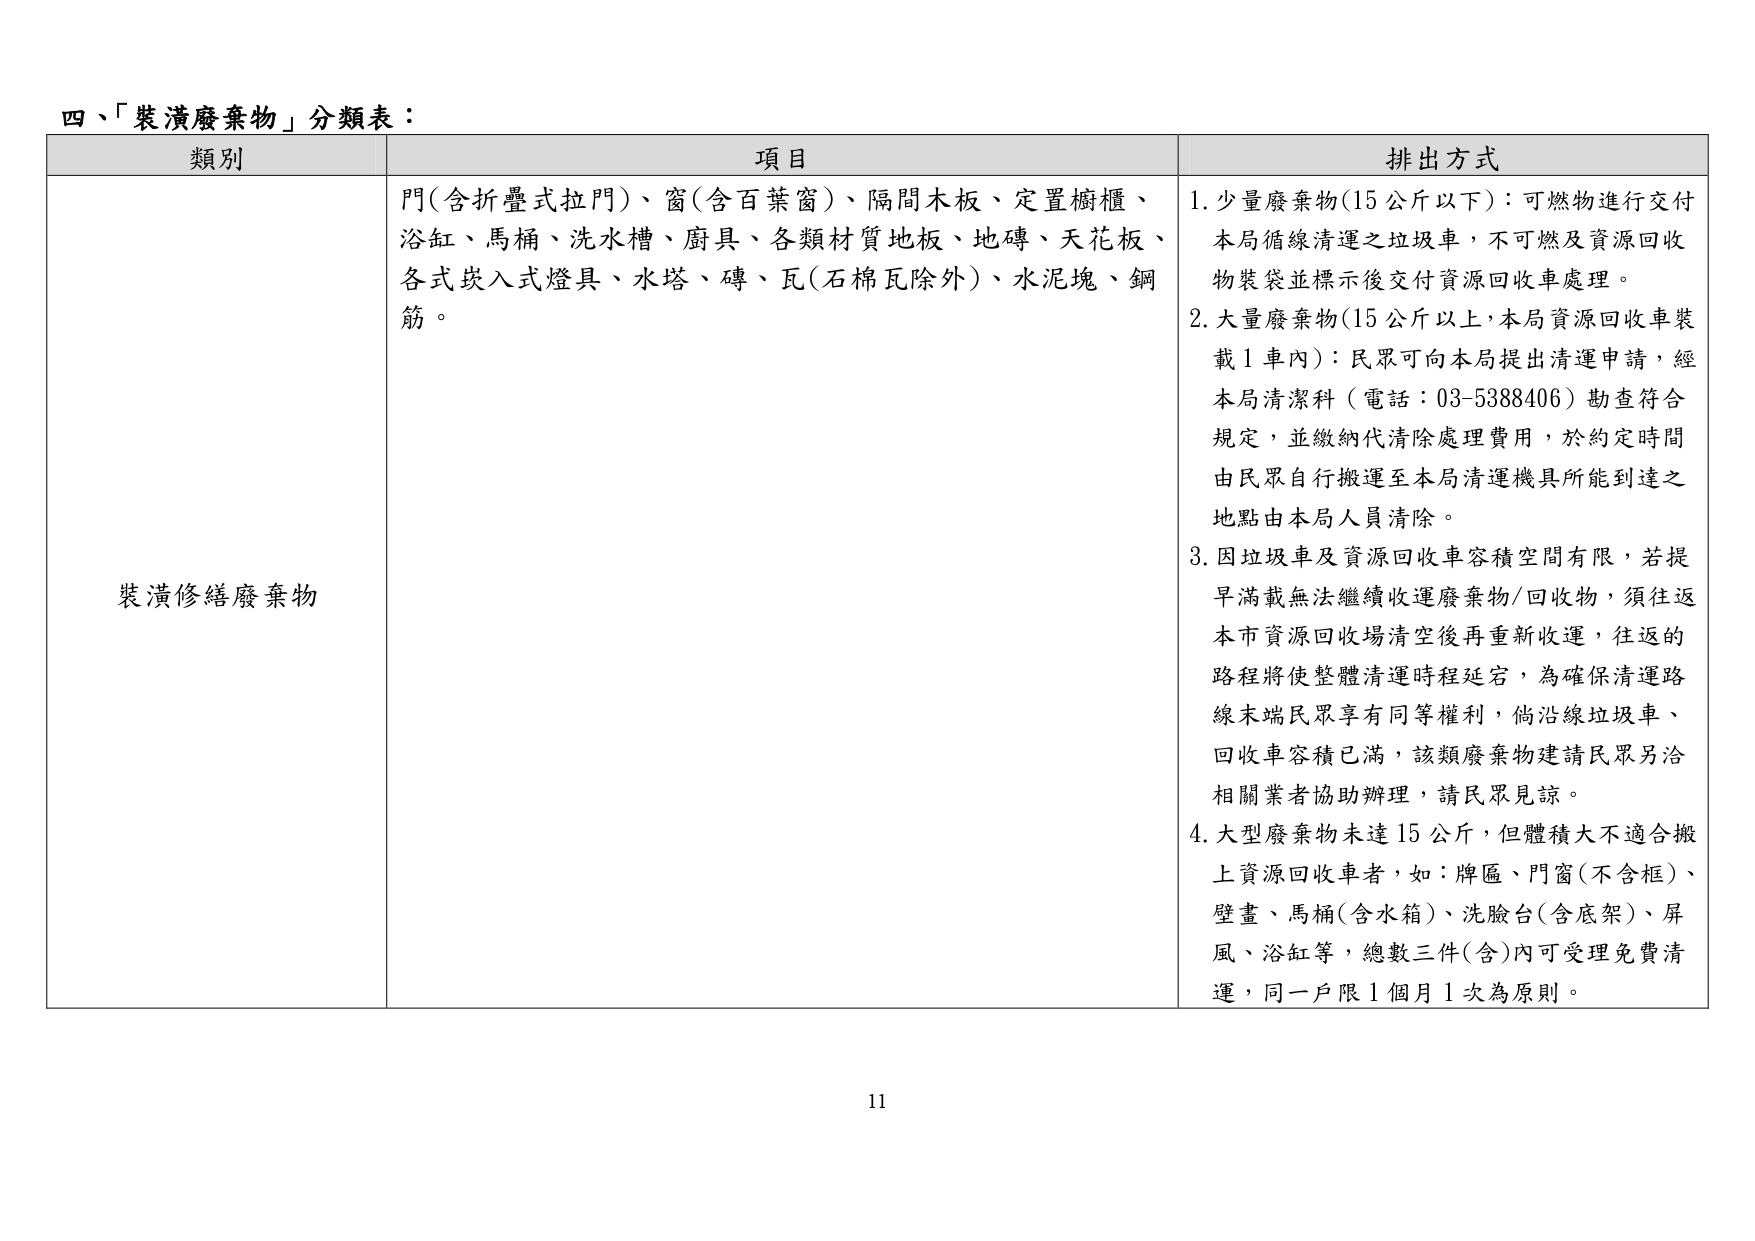 四、「裝潢廢棄物」分類表：
類別
項目
排出方式
裝潢修繕廢棄物
門(含折疊式拉門)、窗(含百葉窗)、隔間木板、定置櫥櫃、
浴缸、馬桶、洗水槽、廚具、各類材質地板、地磚、天花板、
各式崁入式燈具、水塔、磚、瓦(石棉瓦除外)、水泥塊、鋼
筋。
1.少量廢棄物(15 公斤以下)：可燃物進行交付
本局循線清運之垃圾車，不可燃及資源回收
物裝袋並標示後交付資源回收車處理。
2.大量廢棄物(15 公斤以上，本局資源回收車裝
載 1 車內)：民眾可向本局提出清運申請，經
本局清潔科（電話：03-5388406）勘查符合
規定，並繳納代清除處理費用，於約定時間
由民眾自行搬運至本局清運機具所能到達之
地點由本局人員清除。
3.因垃圾車及資源回收車容積空間有限，若提
早滿載無法繼續收運廢棄物/回收物，須往返
本市資源回收場清空後再重新收運，往返的
路程將使整體清運時程延宕，為確保清運路
線末端民眾享有同等權利，倘沿線垃圾車、
回收車容積已滿，該類廢棄物建請民眾另洽
相關業者協助辦理，請民眾見諒。
4.大型廢棄物未達 15 公斤，但體積大不適合搬
上資源回收車者，如：牌匾、門窗(不含框)、
壁畫、馬桶(含水箱)、洗臉台(含底架)、屏
風、浴缸等，總數三件(含)內可受理免費清
運，同一戶限 1 個月 1 次為原則。
11